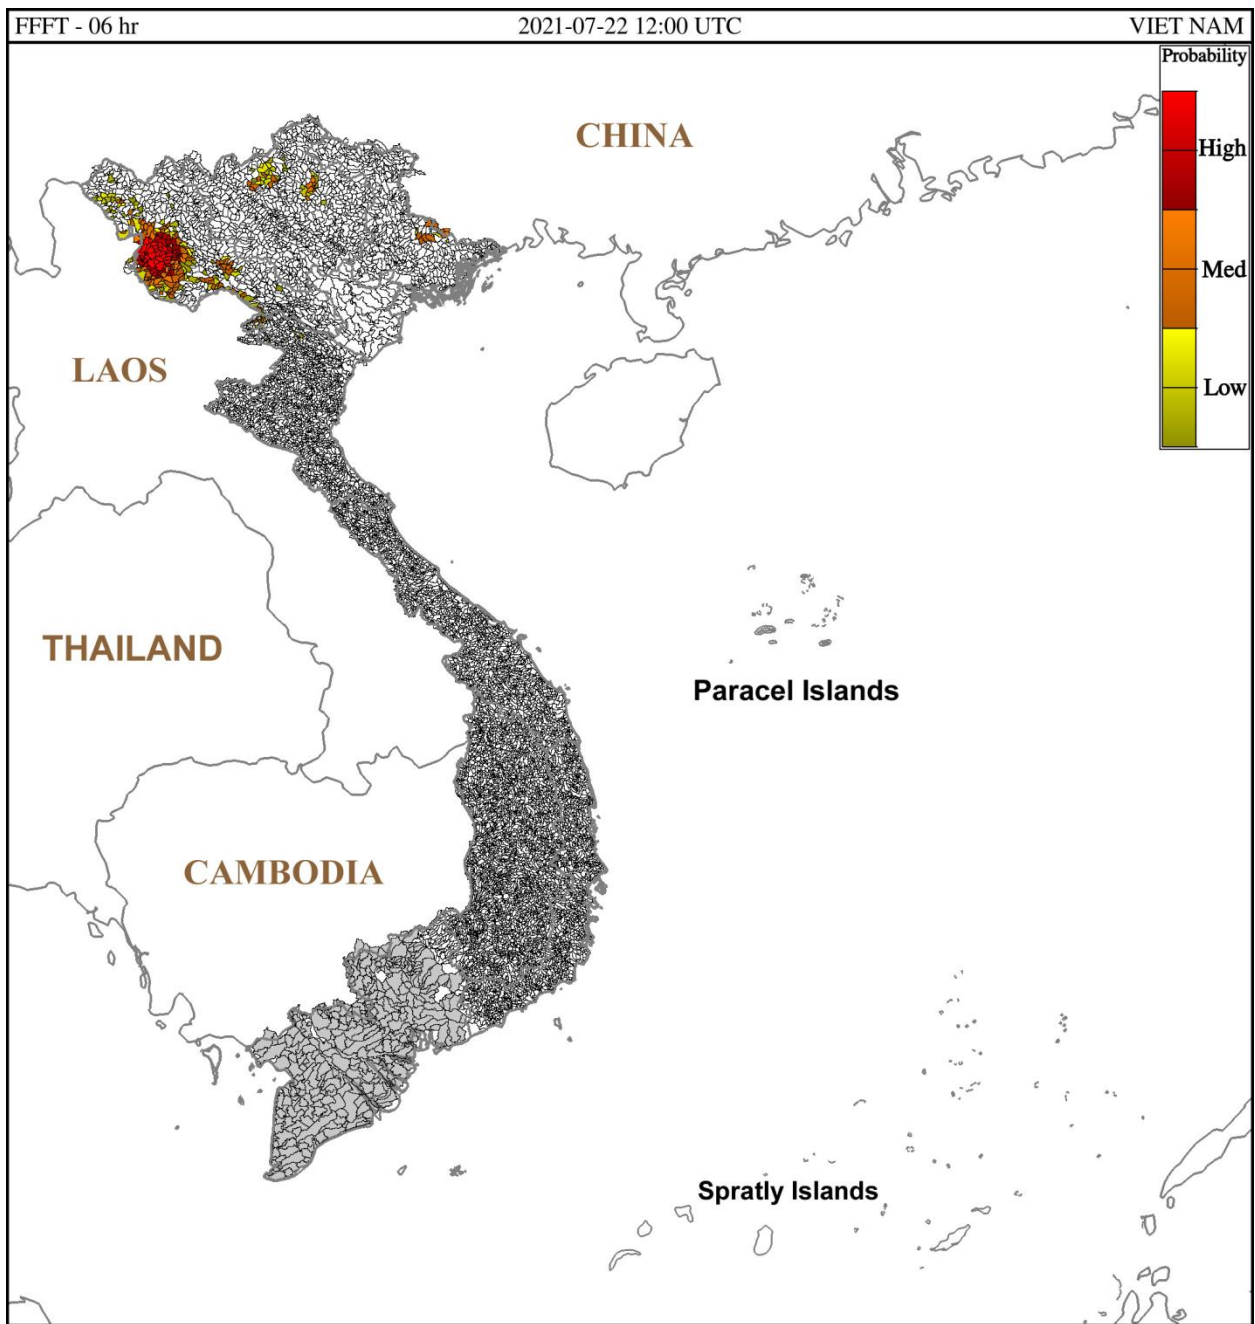 FFFT - 06 hr 2021-07-22 12:00 UTC VIET NAM
Probability
CHINA
High
Med
LAOS
Low
THAILAND
Paracel Islands
CAMBODIA
Spratly Islands